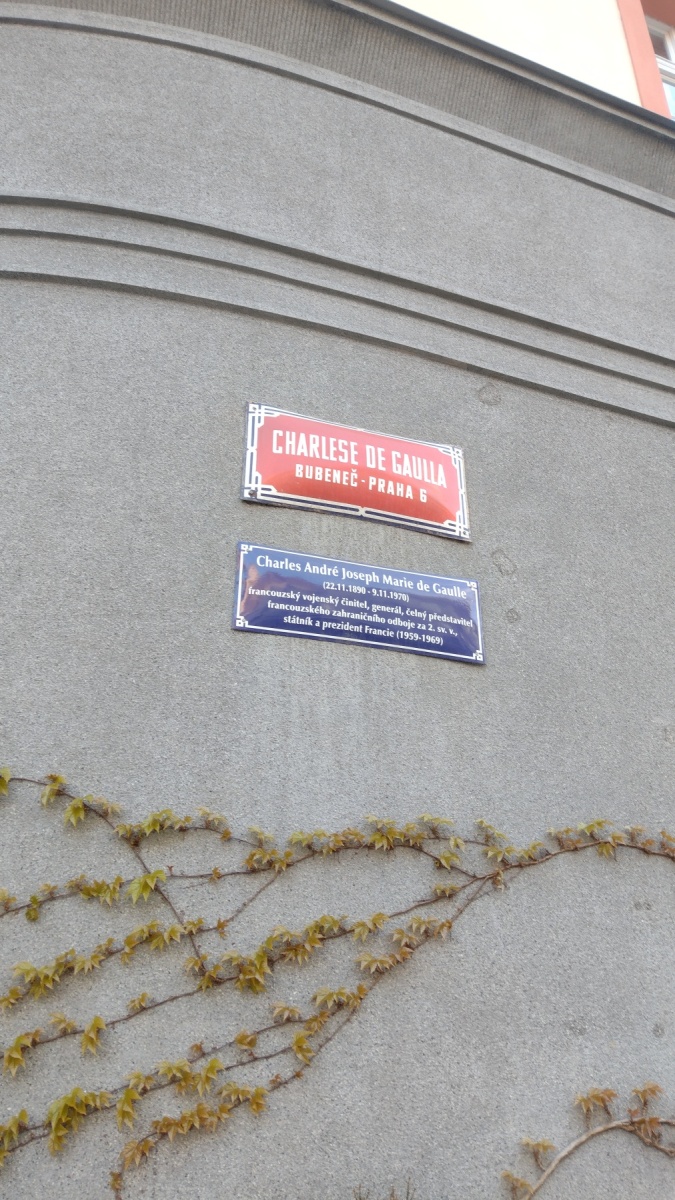 CHARLESE DE GAULLA
BUBENEČ - PRAHA 6
Charles André Joseph Marie de Gaulle
(22.11.1890 - 9.11.1970)
francouzský vojenský činitel, generál, čelný představitel
francouzského zahraničního odboje za 2. sv. v.,
státník a prezident Francie (1959-1969)